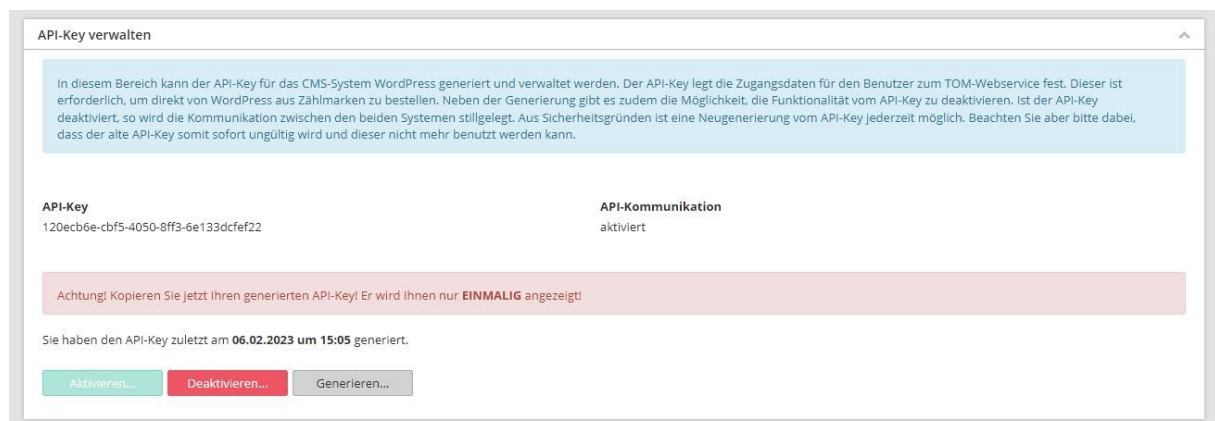 API-Key verwalten
In diesem Bereich kann der API-Key für das CMS-System WordPress generiert und verwaltet werden. Der API-Key legt die Zugangsdaten für den Benutzer zum TOM-Webservice fest. Dieser ist
erforderlich, um direkt von WordPress aus Zählmarken zu bestellen. Neben der Generierung gibt es zudem die Möglichkeit, die Funktionalität vom API-Key zu deaktivieren. Ist der API-Key
deaktiviert, so wird die Kommunikation zwischen den beiden Systemen stillgelegt. Aus Sicherheitsgründen ist eine Neugenerierung vom API-Key jederzeit möglich. Beachten Sie aber bitte dabei,
dass der alte API-Key somit sofort ungültig wird und dieser nicht mehr benutzt werden kann.
API-Key
120ecb6e-cbf5-4050-8ff3-6e133dcfef22
API-Kommunikation
aktiviert
Achtung! Kopieren Sie jetzt Ihren generierten API-Key! Er wird Ihnen nur EINMALIG angezeigt!
Sie haben den API-Key zuletzt am 06.02.2023 um 15:05 generiert.
Aktivieren...
Deaktivieren...
Generieren...